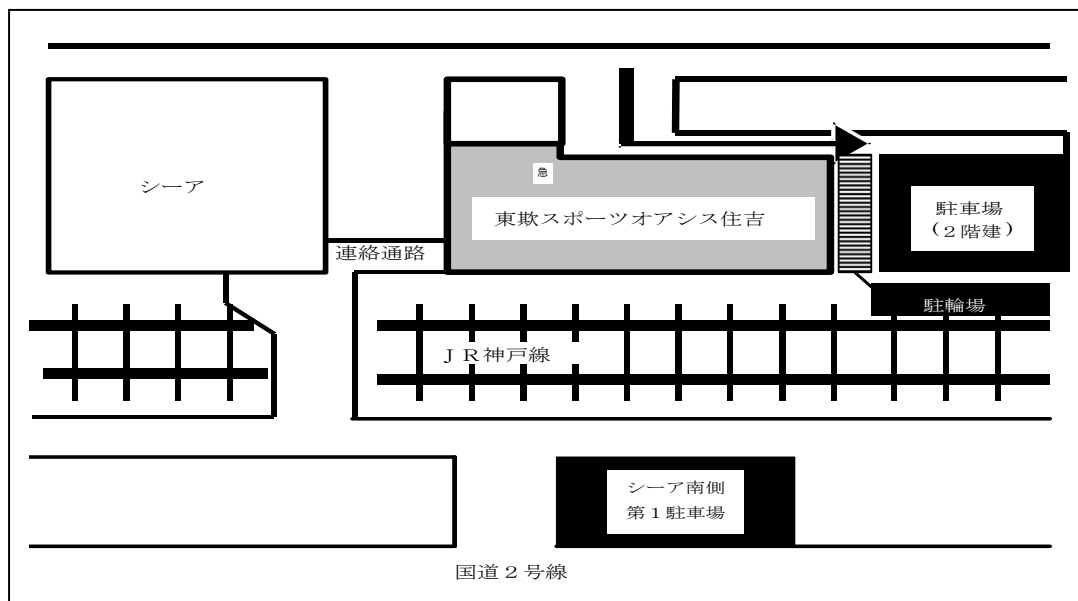 シーア
急
東欺スポーツオアシス住吉
駐車場
(２階建)
連絡通路
駐輪場
ＪＲ神戸線
シーア南側
第１駐車場
国道２号線